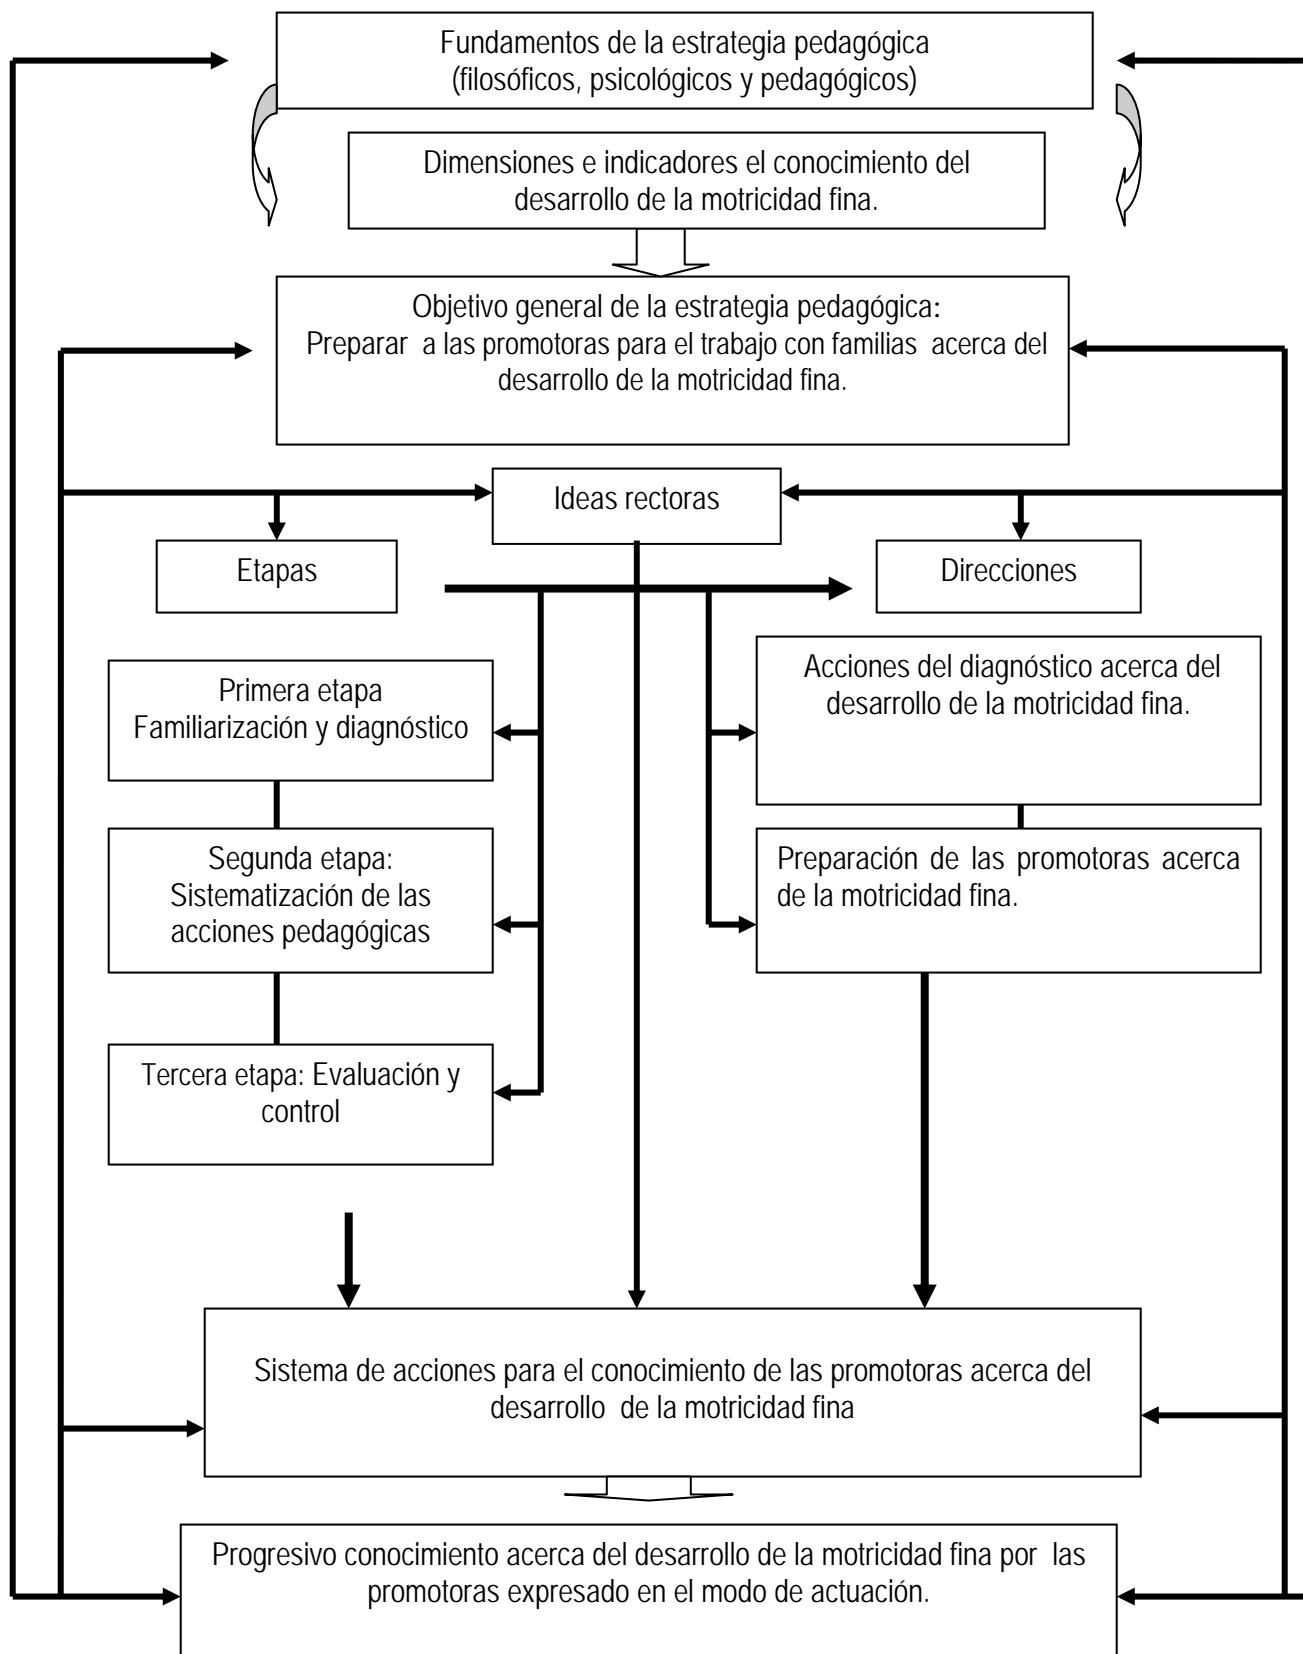 Fundamentos de la estrategia pedagógica
(filosóficos, psicológicos y pedagógicos)
Dimensiones e indicadores el conocimiento del
desarrollo de la motricidad fina.
Objetivo general de la estrategia pedagógica:
Preparar a las promotoras para el trabajo con familias acerca del
desarrollo de la motricidad fina.
Ideas rectoras
Etapas
Direcciones
Primera etapa
Familiarización y diagnóstico
Acciones del diagnóstico acerca del
desarrollo de la motricidad fina.
Segunda etapa:
Sistematización de las
acciones pedagógicas
Preparación de las promotoras acerca
de la motricidad fina.
Tercera etapa: Evaluación y
control
Sistema de acciones para el conocimiento de las promotoras acerca del
desarrollo de la motricidad fina
Progresivo conocimiento acerca del desarrollo de la motricidad fina por las
promotoras expresado en el modo de actuación.